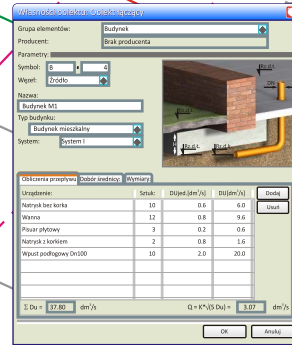 Własność obiektu: Obiekt łączący
Grupa elementów: Budynek
Producent: Brak producenta
Parametry:
Symbol: B . 4
Węzeł: Źródło
Nazwa:
Budynek M1
Typ budynku:
Budynek mieszkalny
System: System I
Rz.d.t.
Rz.d.ł.
Rz.d.t.
Obliczenia przepływu Dobór średnicy: Wymiary:
Urządzenie: Sztuk: DUjed.[dm³/s] DU[dm³/s] Dodaj
Natrysk bez korka 10 0.6 6.0 Usuń
Wanna 12 0.8 9.6
Pisuar płytowy 3 0.2 0.6
Natrysk z korkiem 2 0.8 1.6
Wpust podłogowy Dn100 10 2.0 20.0
Σ Du = 37.80 dm³/s Q = K*√(S Du) = 3.07 dm³/s
OK Anuluj